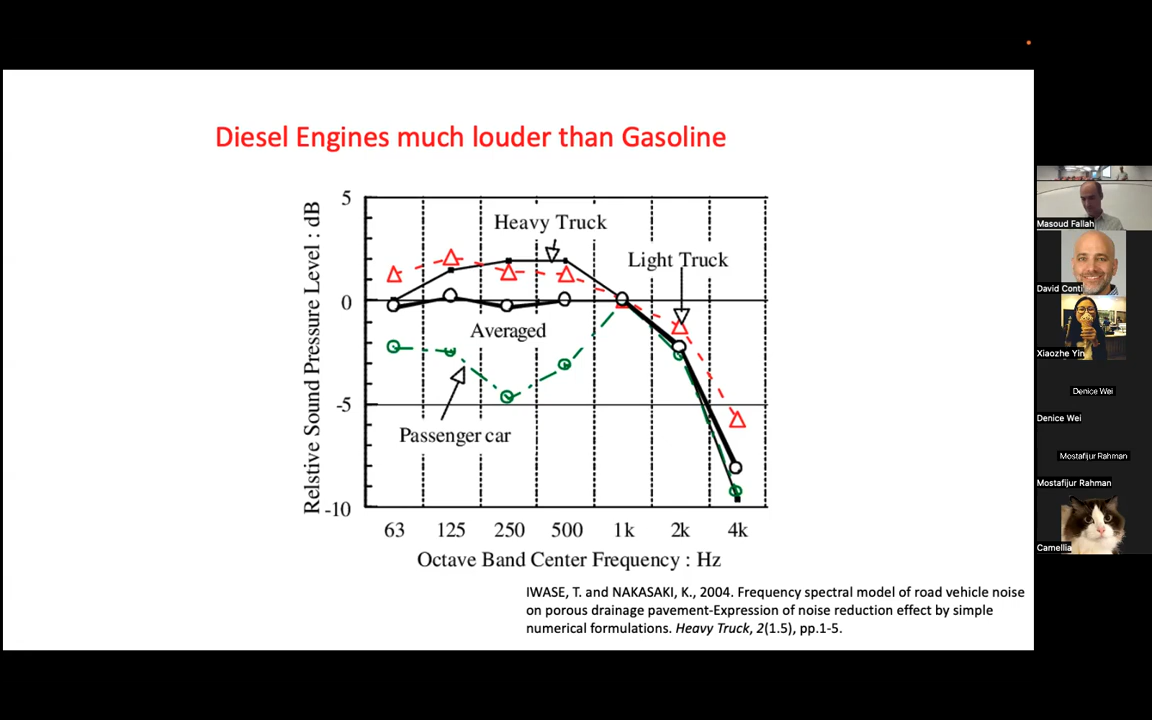 Diesel Engines much louder than Gasoline
Relstive Sound Pressure Level : dB
5
0
-5
-10
Heavy Truck
Light Truck
Averaged
Passenger car
63 125 250 500 1k 2k 4k
Octave Band Center Frequency : Hz
IWASE, T. and NAKASAKI, K., 2004. Frequency spectral model of road vehicle noise
on porous drainage pavement-Expression of noise reduction effect by simple
numerical formulations. Heavy Truck, 2(1.5), pp.1-5.
Masoud Fallah
David Conti
Xiaozhe Yin
Denice Wei
Denice Wei
Mostafijur Rahman
Mostafijur Rahman
Camellia